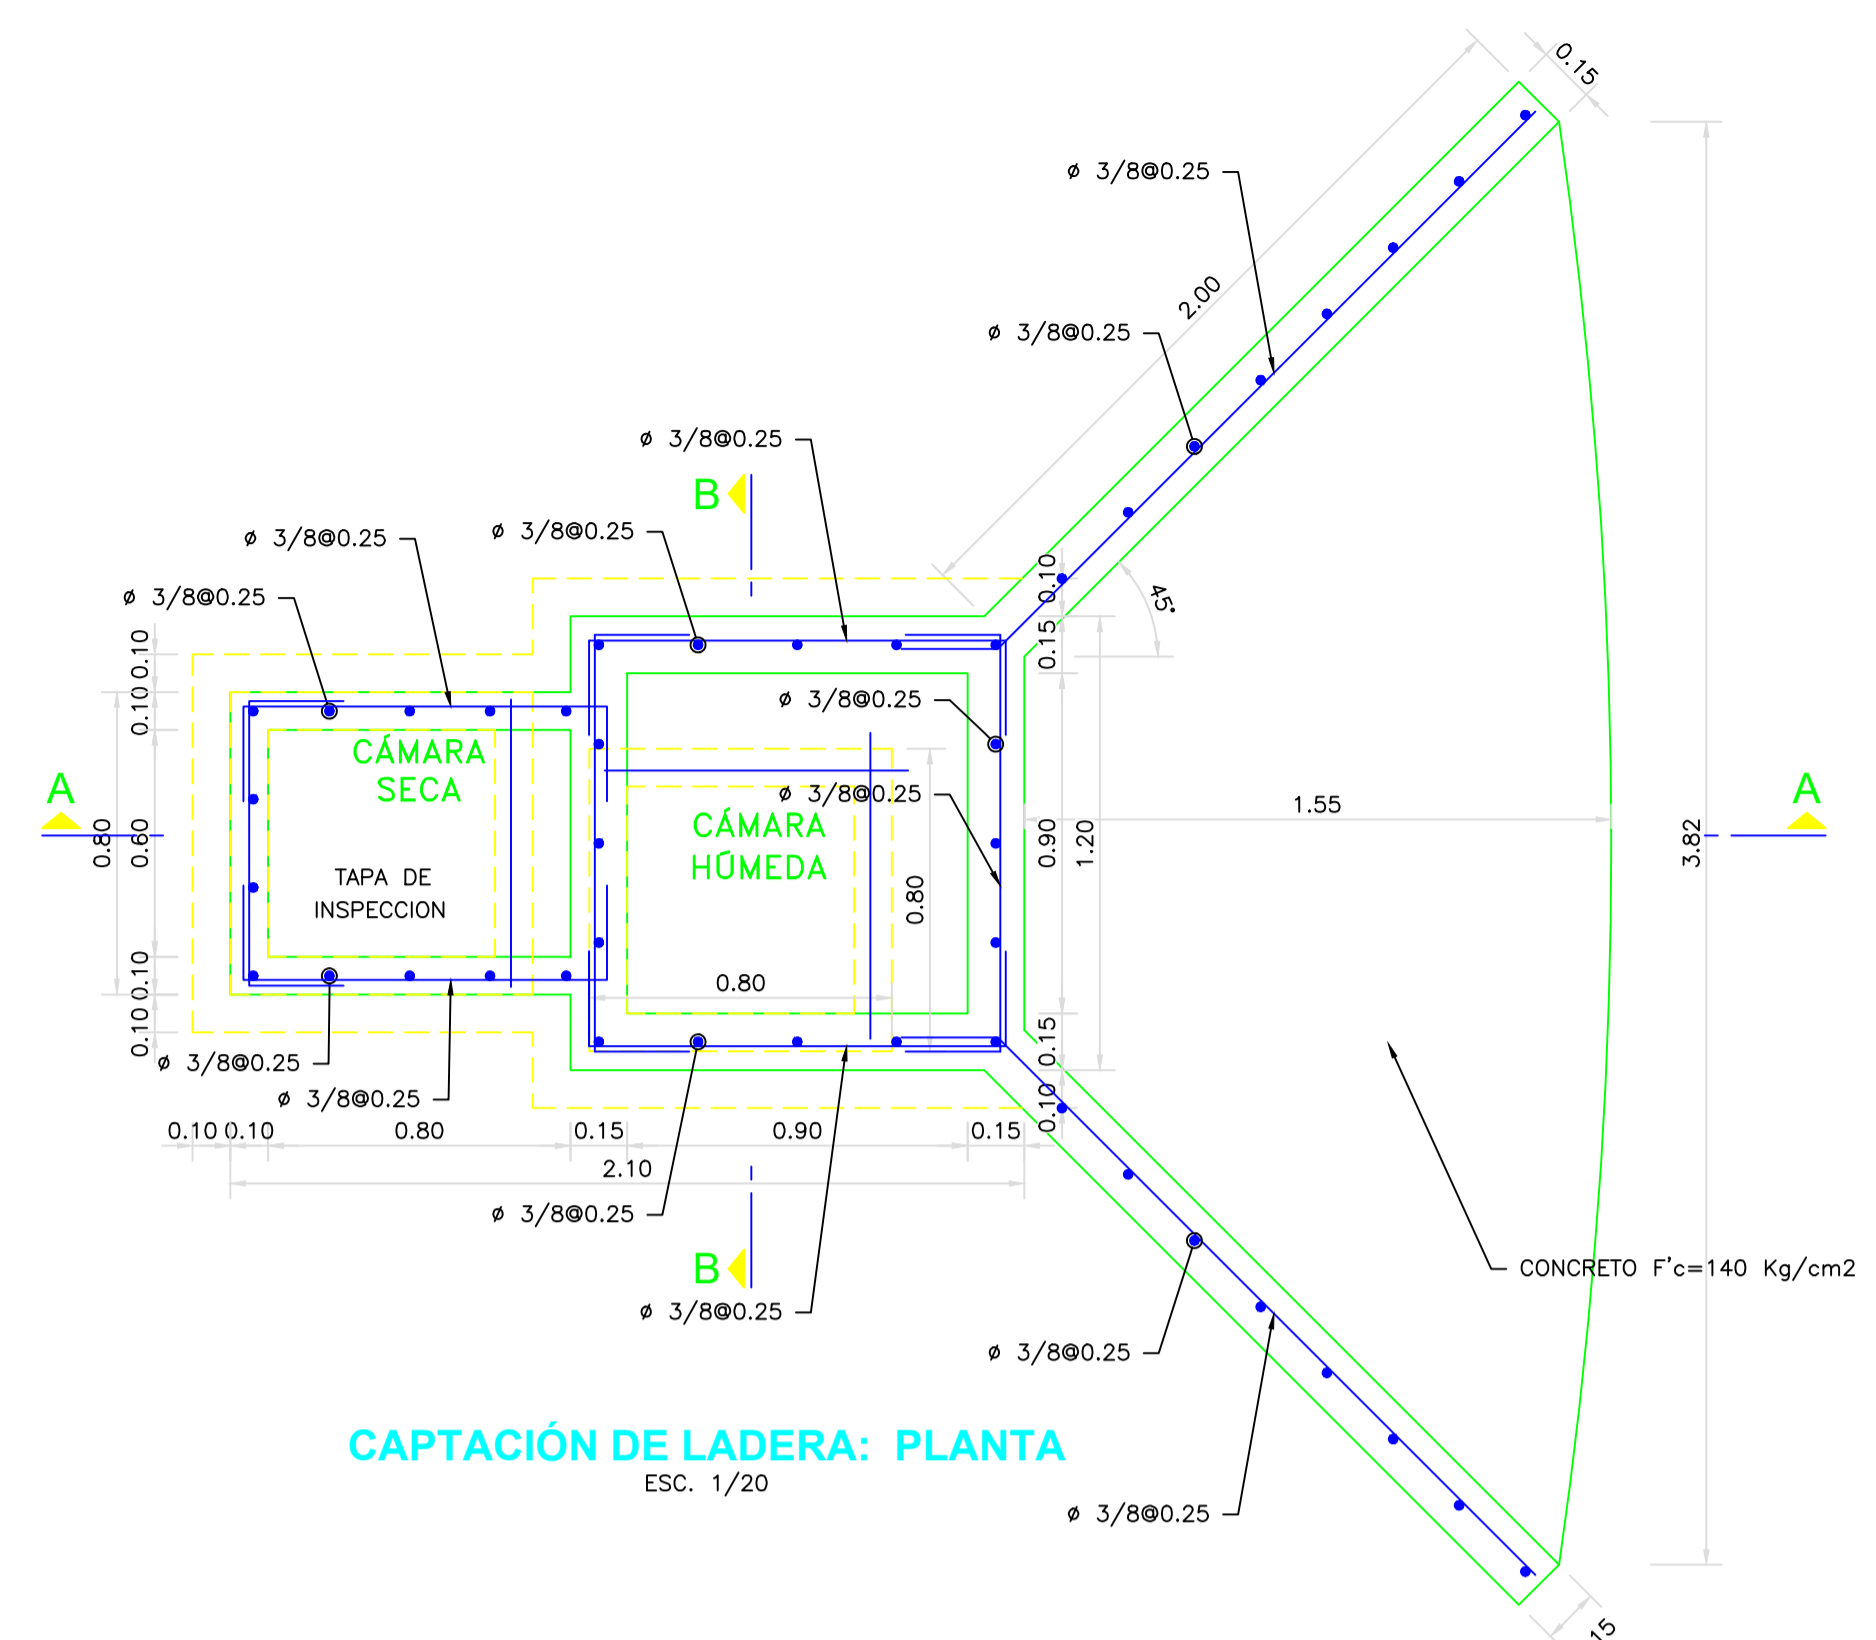 0.15
ø 3/8@0.25
2.00
ø 3/8@0.25
ø 3/8@0.25
B
ø 3/8@0.25
ø 3/8@0.25
ø 3/8@0.25
0.10
45°
0.15
0.10
0.10
ø 3/8@0.25
CÁMARA
SECA
A
A
ø 3/8@0.25
1.55
CÁMARA
HÚMEDA
0.80
0.60
0.90
1.20
3.82
TAPA DE
INSPECCION
0.80
0.80
0.10
0.10
0.15
0.10
ø 3/8@0.25
ø 3/8@0.25
0.10
0.10
0.80
0.15
0.90
0.15
2.10
ø 3/8@0.25
B
CONCRETO F'c=140 Kg/cm2
ø 3/8@0.25
ø 3/8@0.25
CAPTACIÓN DE LADERA: PLANTA
ESC. 1/20
ø 3/8@0.25
15